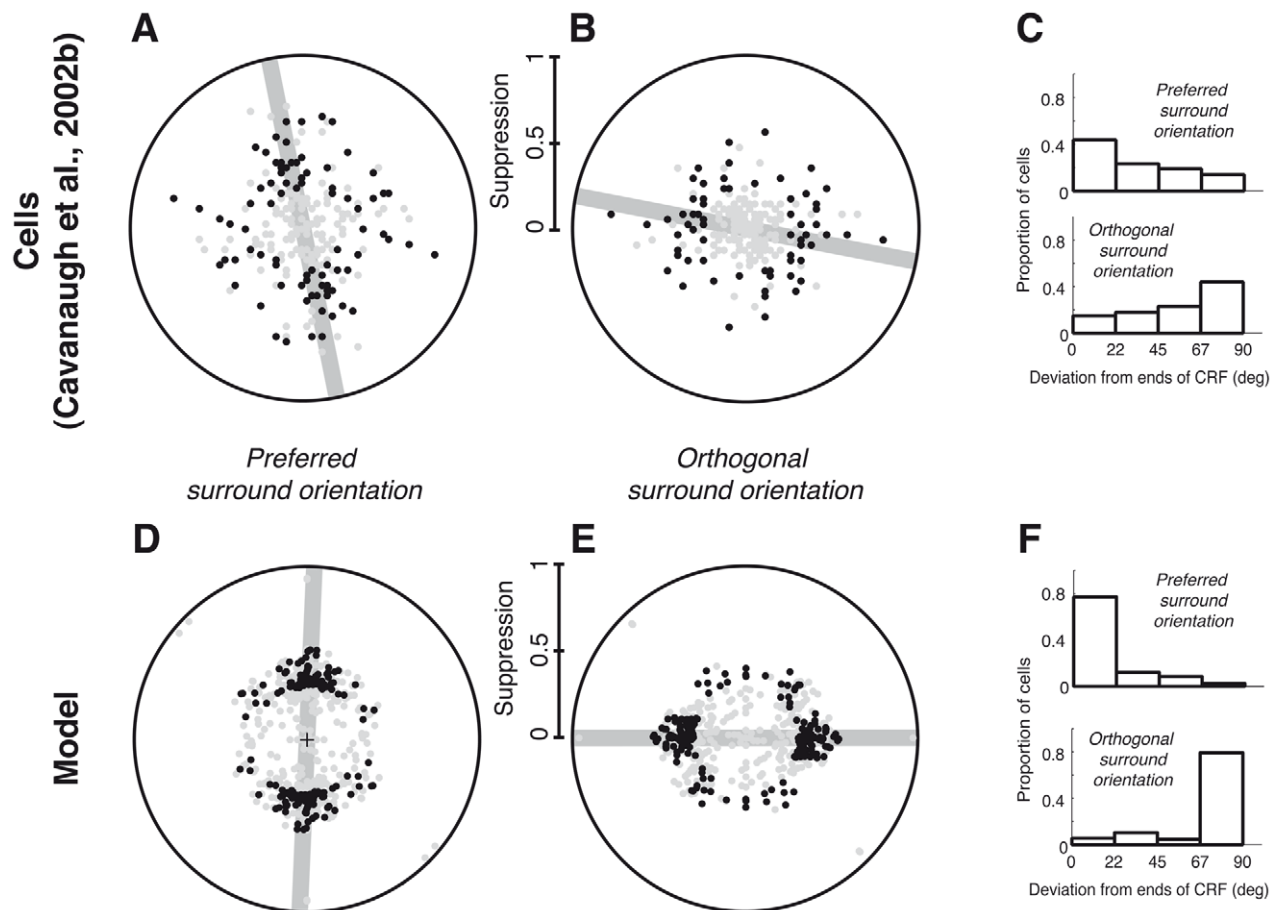 Cells
(Cavanaugh et al., 2002b)
A
B
Suppression
1
0.5
0
C
Preferred
surround
orientation
0.8
0.4
0
Orthogonal
surround
orientation
0.8
0.4
0
Proportion of cells
0 22 45 67 90
Deviation from ends of CRF (deg)
Preferred
surround orientation
Orthogonal
surround orientation
Model
D
E
Suppression
1
0.5
0
F
Preferred
surround
orientation
0.8
0.4
0
Orthogonal
surround
orientation
0.8
0.4
0
Proportion of cells
0 22 45 67 90
Deviation from ends of CRF (deg)